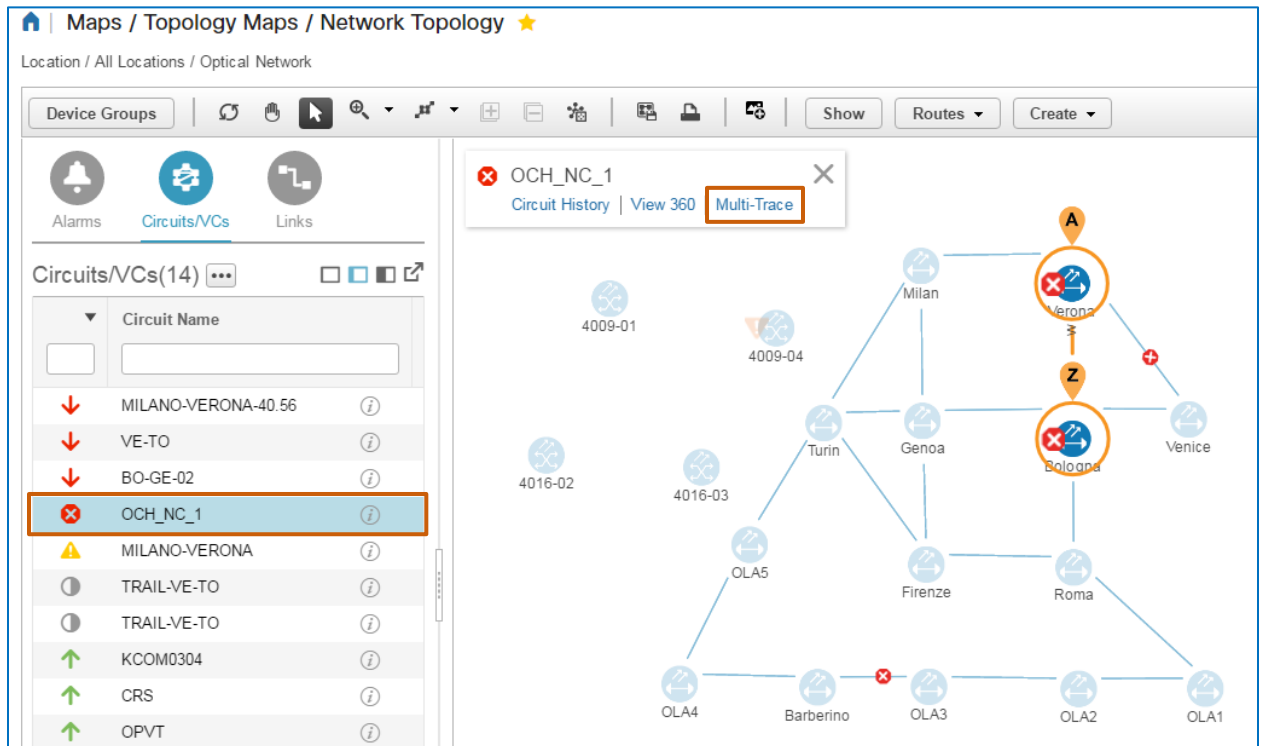 Maps / Topology Maps / Network Topology
Location / All Locations / Optical Network
Device Groups
Show
Routes
Create
Alarms
Circuits/VCs
Links
Circuits/VCs(14)
Circuit Name
MILANO-VERONA-40.56
VE-TO
BO-GE-02
OCH_NC_1
MILANO-VERONA
TRAIL-VE-TO
TRAIL-VE-TO
KCOM0304
CRS
OPVT
OCH_NC_1
Circuit History | View 360 Multi-Trace
A
Milan
Verona
4009-01
4009-04
Z
Turin
Genoa
Bologna
Venice
4016-02
4016-03
OLA5
Firenze
Roma
OLA4
Barberino
OLA3
OLA2
OLA1